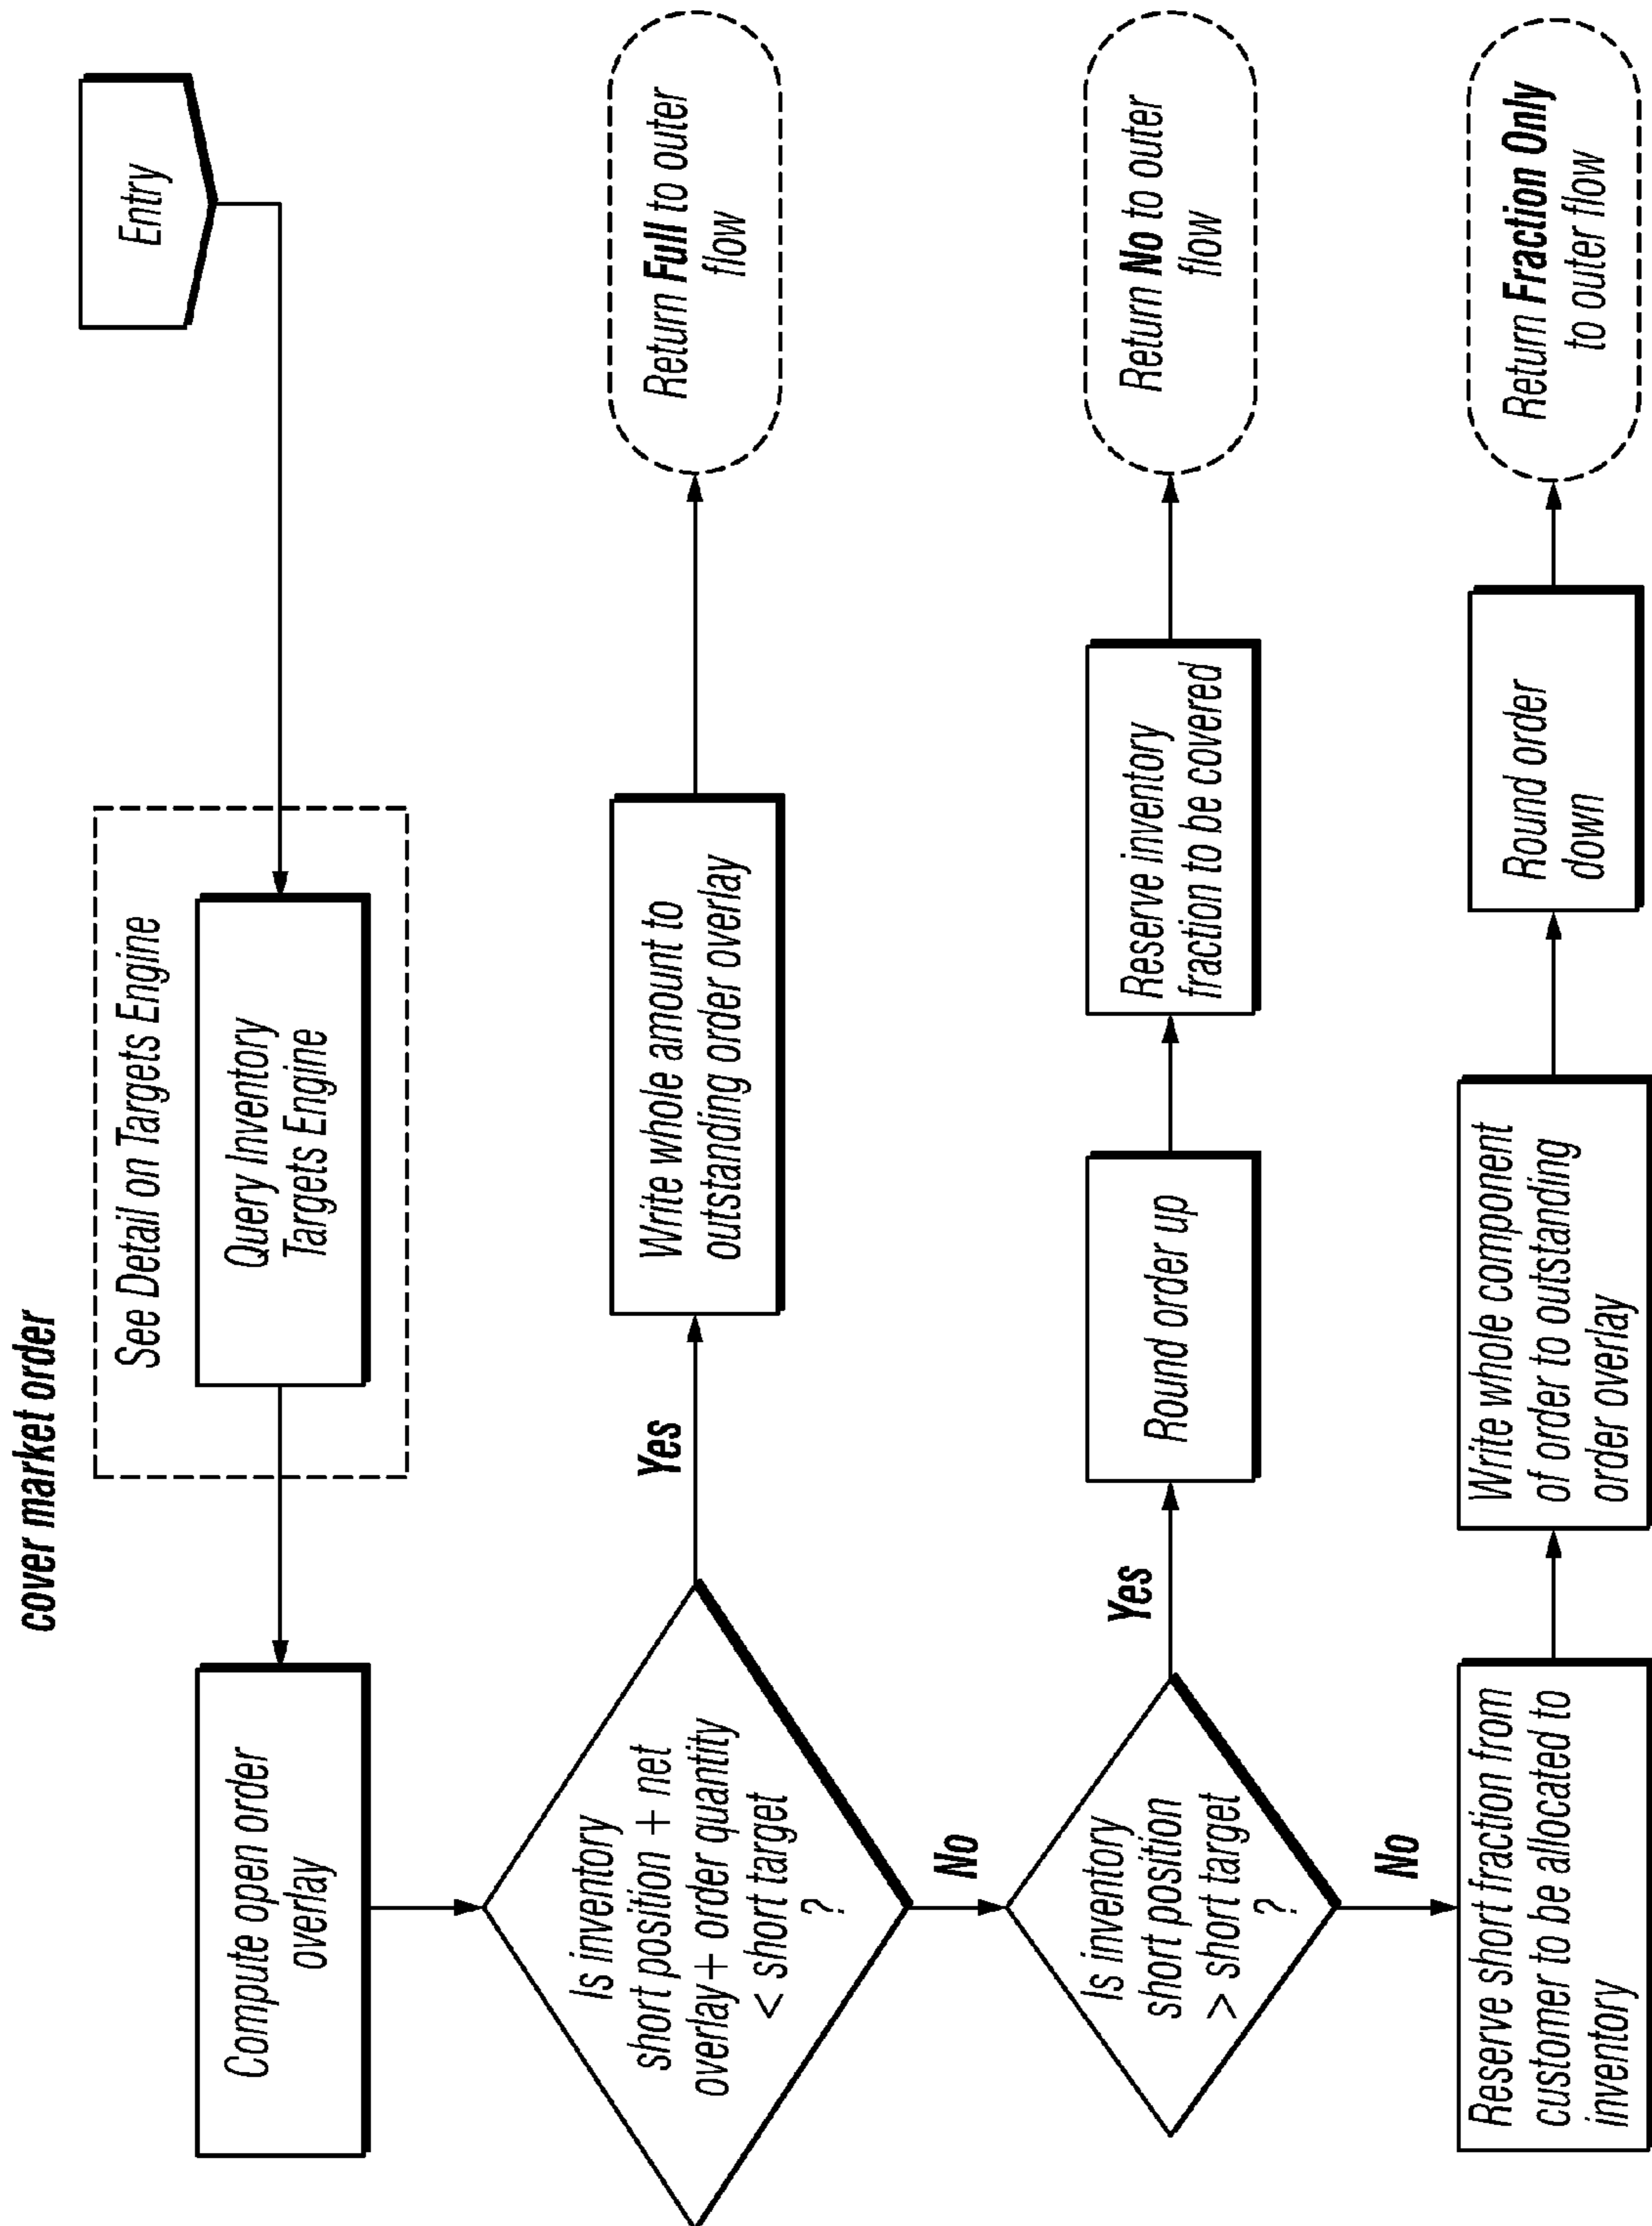 cover market order
Entry
See Detail on Targets Engine
Query Inventory
Targets Engine
Compute open order
overlay
Is inventory
short position + net
overlay + order quantity
< short target
?
Yes
Write whole amount to
outstanding order overlay
Return Full to outer
flow
No
Is inventory
short position
> short target
?
Yes
Round order up
Reserve inventory
fraction to be covered
Return No to outer
flow
No
Reserve short fraction from
customer to be allocated to
inventory
Write whole component
of order to outstanding
order overlay
Round order
down
Return Fraction Only
to outer flow